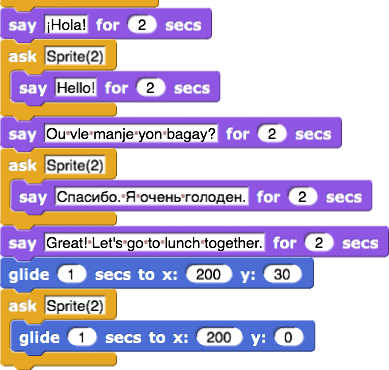 say ¡Hola! for 2 secs
ask Sprite(2)
say Hello! for 2 secs
say Ou vle manje yon bagay? for 2 secs
ask Sprite(2)
say Спасибо. Я очень голоден. for 2 secs
say Great! Let's go to lunch together. for 2 secs
glide 1 secs to x: 200 y: 30
ask Sprite(2)
glide 1 secs to x: 200 y: 0